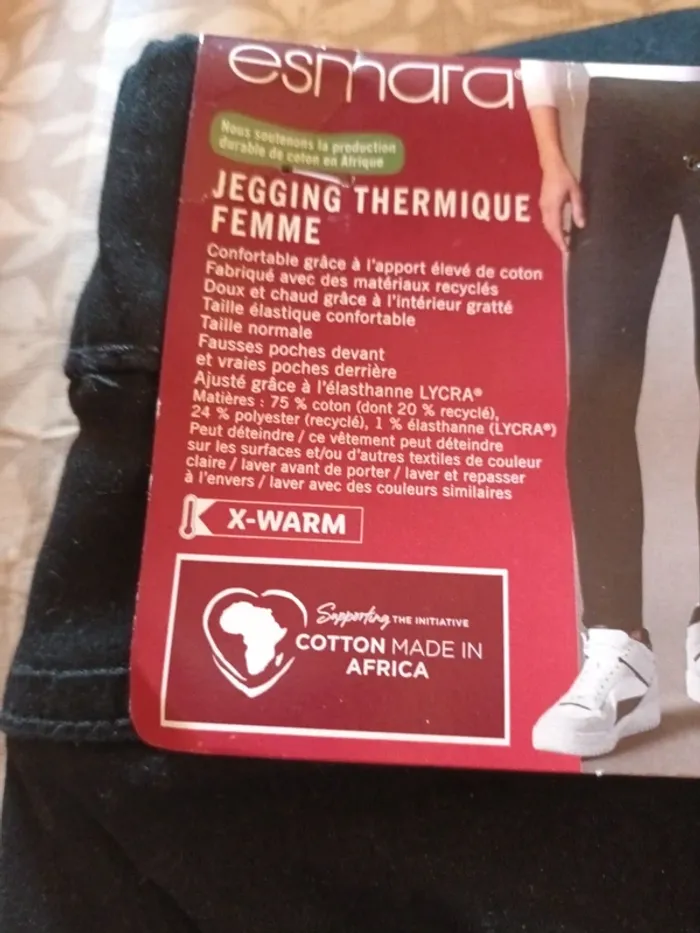 esmara
Nous soutenons la production
durable de coton en Afrique
JEGGING THERMIQUE
FEMME
Confortable grâce à l'apport élevé de coton
Fabriqué avec des matériaux recyclés
Doux et chaud grâce à l'intérieur gratté
Taille élastique confortable
Taille normale
Fausses poches devant
et vraies poches derrière
Ajusté grâce à l'élasthanne LYCRA®
Matières : 75 % coton (dont 20 % recyclé),
24 % polyester (recyclé), 1 % élasthanne (LYCRA®)
Peut déteindre / ce vêtement peut déteindre
sur les surfaces et/ou d'autres textiles de couleur
claire / laver avant de porter / laver et repasser
à l'envers / laver avec des couleurs similaires
X-WARM
Supporting THE INITIATIVE
COTTON MADE IN
AFRICA